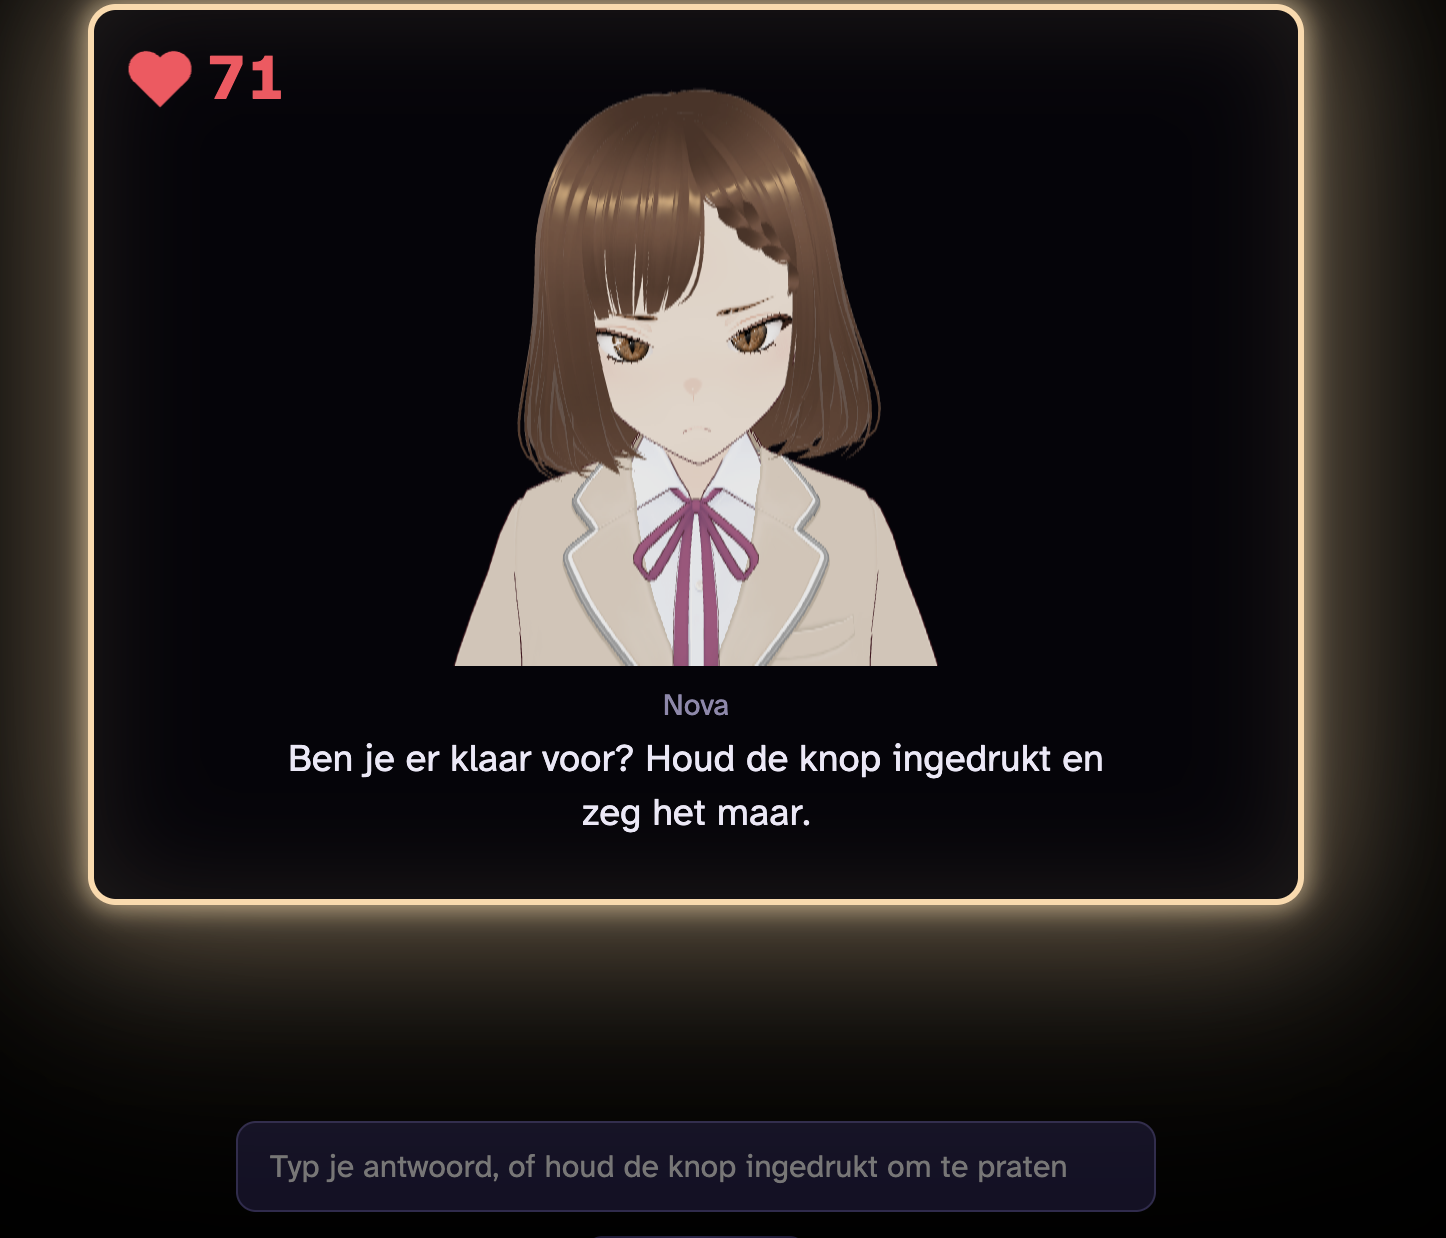 71
Nova
Ben je er klaar voor? Houd de knop ingedrukt en
zeg het maar.
Typ je antwoord, of houd de knop ingedrukt om te praten